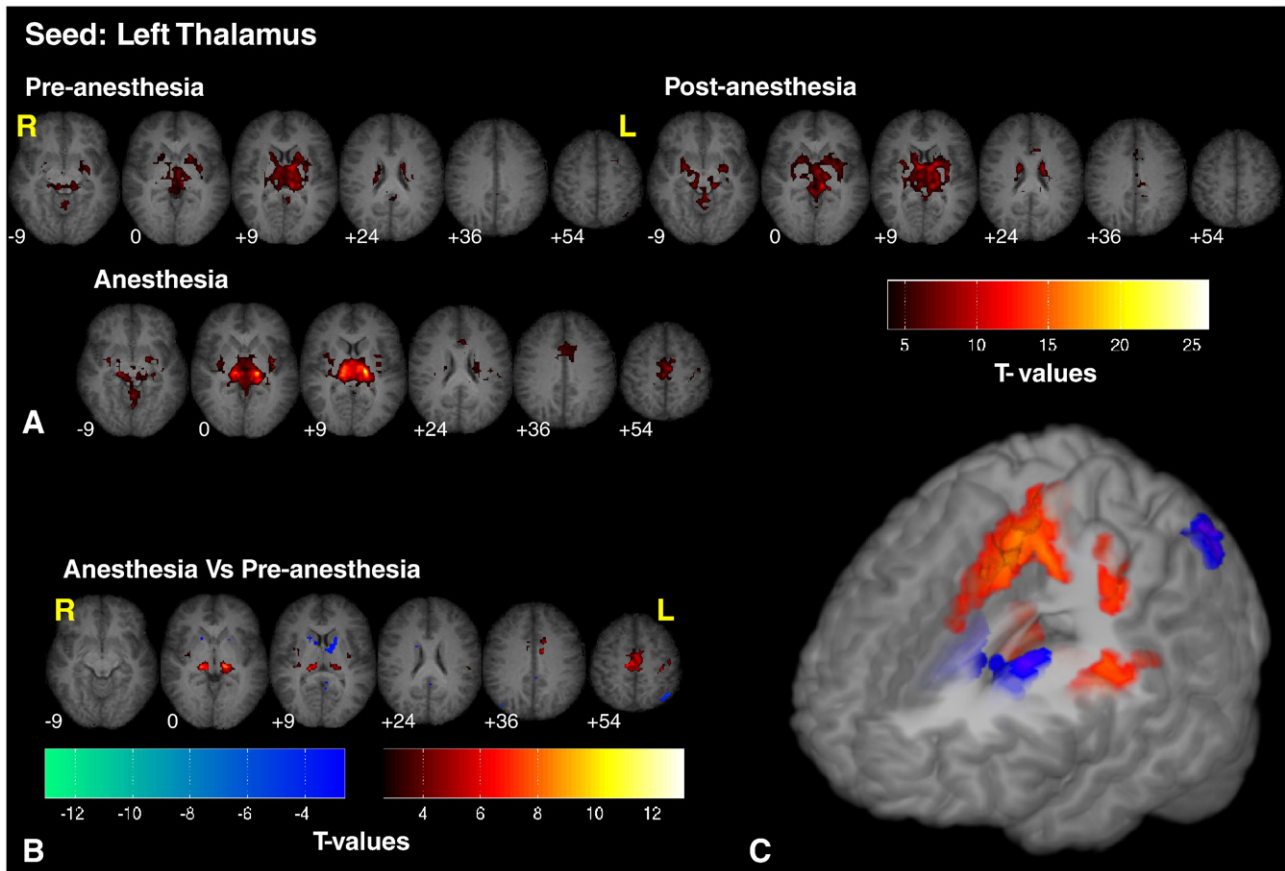 Seed: Left Thalamus
Pre-anesthesia
Post-anesthesia
R
L
-9 0 +9 +24 +36 +54
-9 0 +9 +24 +36 +54
Anesthesia
5 10 15 20 25
T- values
A
-9 0 +9 +24 +36 +54
Anesthesia Vs Pre-anesthesia
R
L
-9 0 +9 +24 +36 +54
-12 -10 -8 -6 -4
4 6 8 10 12
T-values
B
C